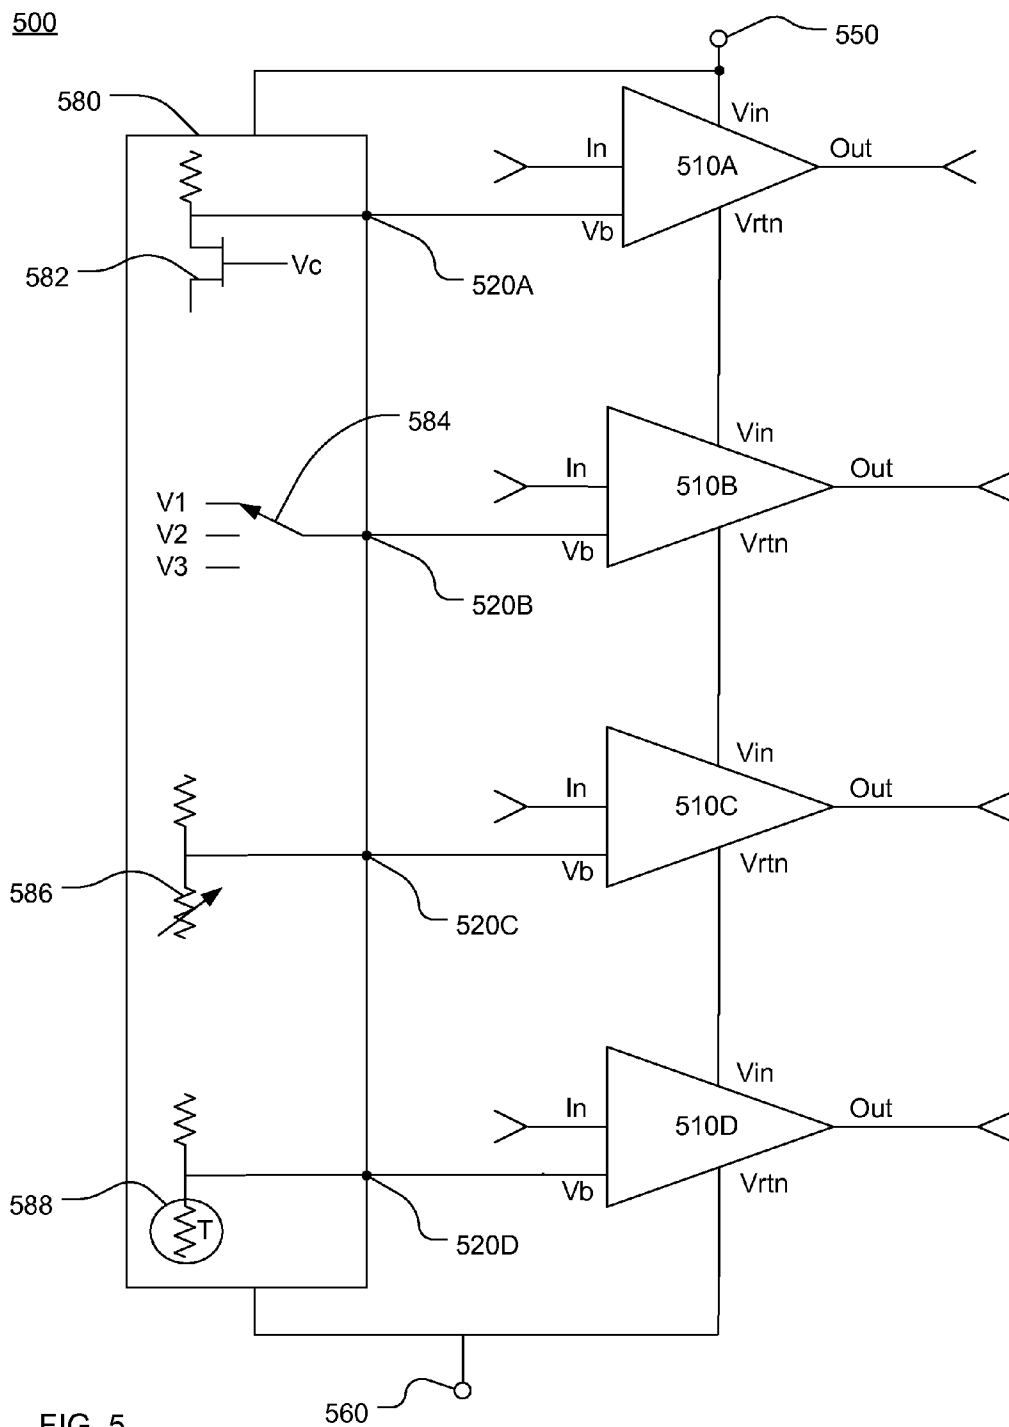 500
550
580
Vin
In
510A
Out
Vb
Vrtn
582
Vc
520A
584
Vin
In
510B
Out
V1
V2
V3
Vb
Vrtn
520B
Vin
In
510C
Out
Vb
Vrtn
586
520C
Vin
In
510D
Out
Vb
Vrtn
588
T
520D
560
FIG. 5